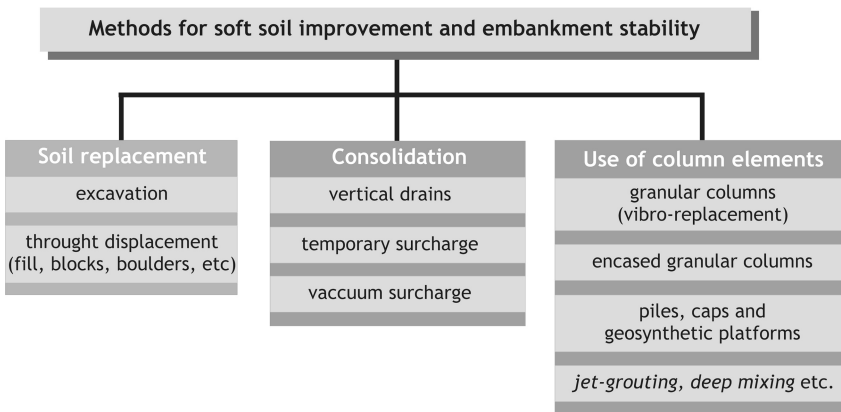 Methods for soft soil improvement and embankment stability
Soil replacement
excavation
throught displacement
(fill, blocks, boulders, etc)
Consolidation
vertical drains
temporary surcharge
vaccuum surcharge
Use of column elements
granular columns
(vibro-replacement)
encased granular columns
piles, caps and
geosynthetic platforms
jet-grouting, deep mixing etc.